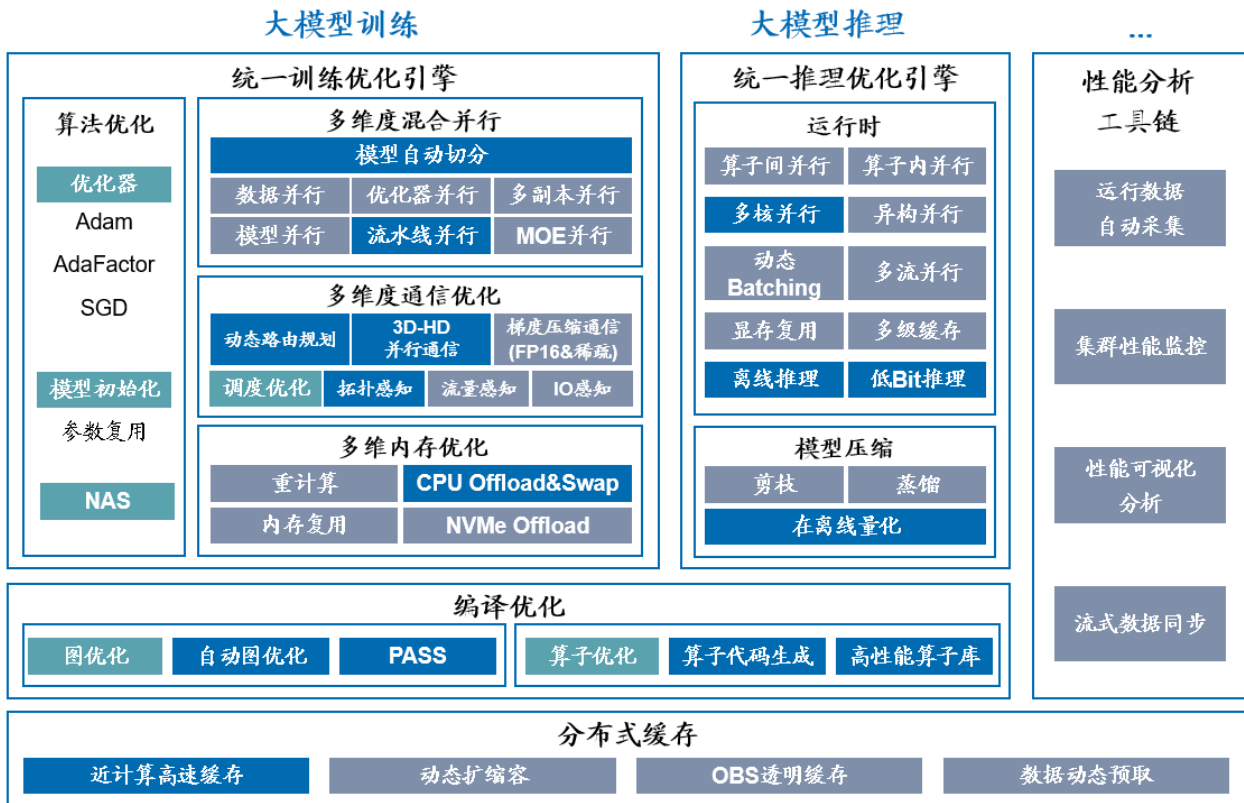 大模型训练
大模型推理
...
统一训练优化引擎
算法优化
优化器
Adam
AdaFactor
SGD
模型初始化
参数复用
NAS
多维度混合并行
模型自动切分
数据并行
优化器并行
多副本并行
模型并行
流水线并行
MOE并行
多维度通信优化
动态路由规划
3D-HD
并行通信
梯度压缩通信
(FP16&稀疏)
调度优化
拓扑感知
流量感知
IO感知
多维内存优化
重计算
CPU Offload&Swap
内存复用
NVMe Offload
统一推理优化引擎
运行时
算子间并行
算子内并行
多核并行
异构并行
动态
Batching
多流并行
显存复用
多级缓存
离线推理
低Bit推理
模型压缩
剪枝
蒸馏
在离线量化
性能分析
工具链
运行数据
自动采集
集群性能监控
性能可视化
分析
流式数据同步
编译优化
图优化
自动图优化
PASS
算子优化
算子代码生成
高性能算子库
分布式缓存
近计算高速缓存
动态扩缩容
OBS透明缓存
数据动态预取